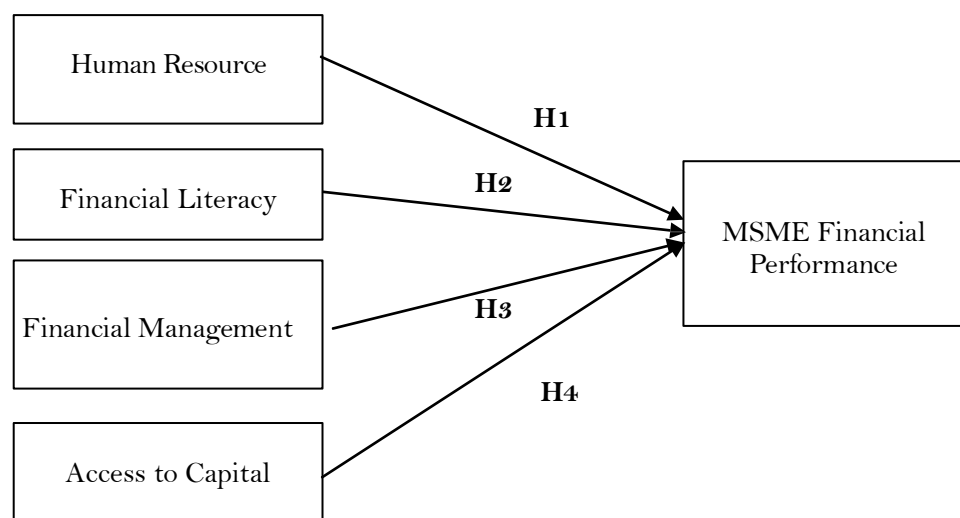 Human Resource
H1
Financial Literacy
H2
MSME Financial
Performance
Financial Management
H3
H4
Access to Capital